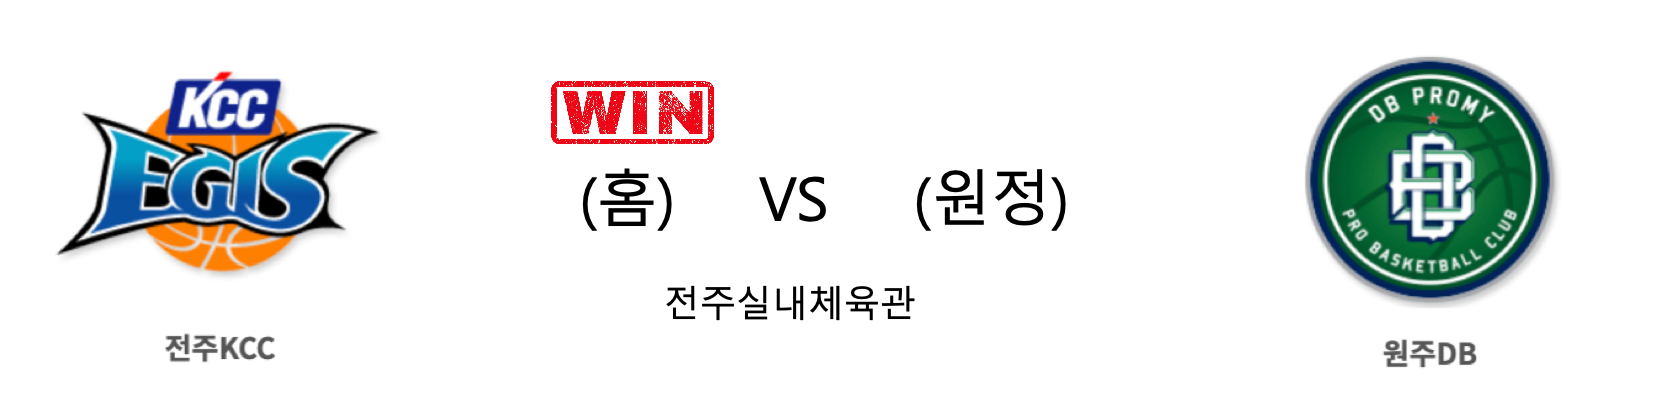 KCC
EGIS
전주KCC
WIN
(홈) VS (원정)
전주실내체육관
DB PROMY
DB
PRO BASKETBALL CLUB
원주DB